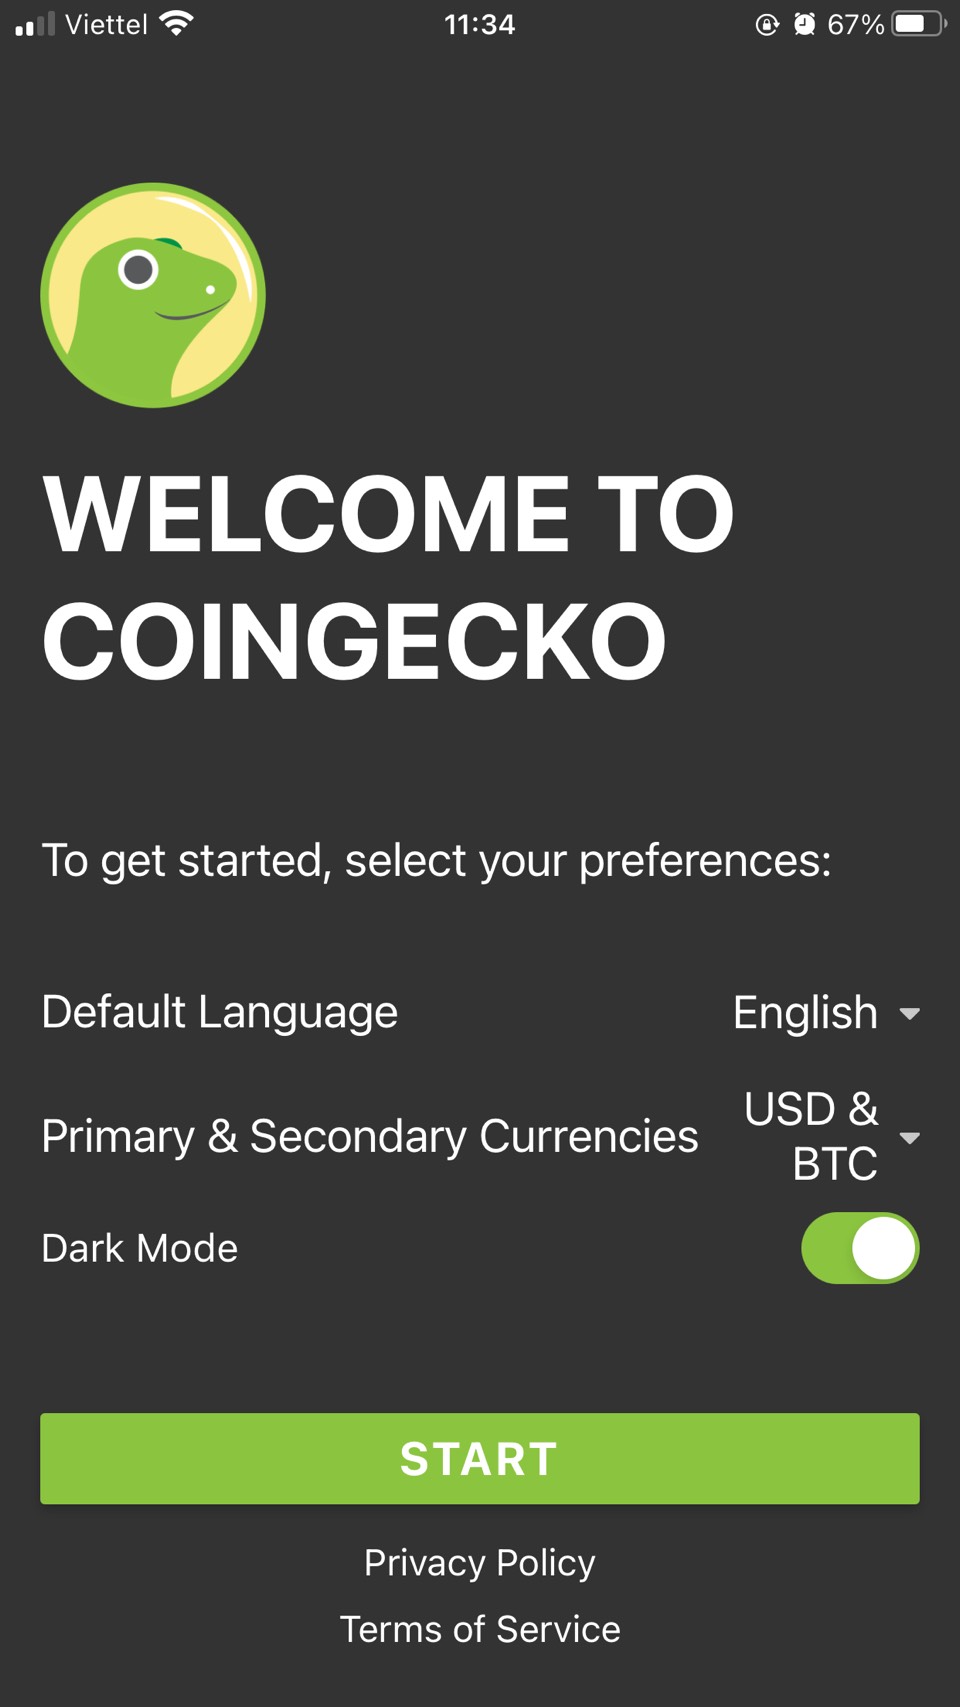 Viettel 11:34 67%
WELCOME TO
COINGECKO
To get started, select your preferences:
Default Language English
Primary & Secondary Currencies USD &
BTC
Dark Mode
START
Privacy Policy
Terms of Service